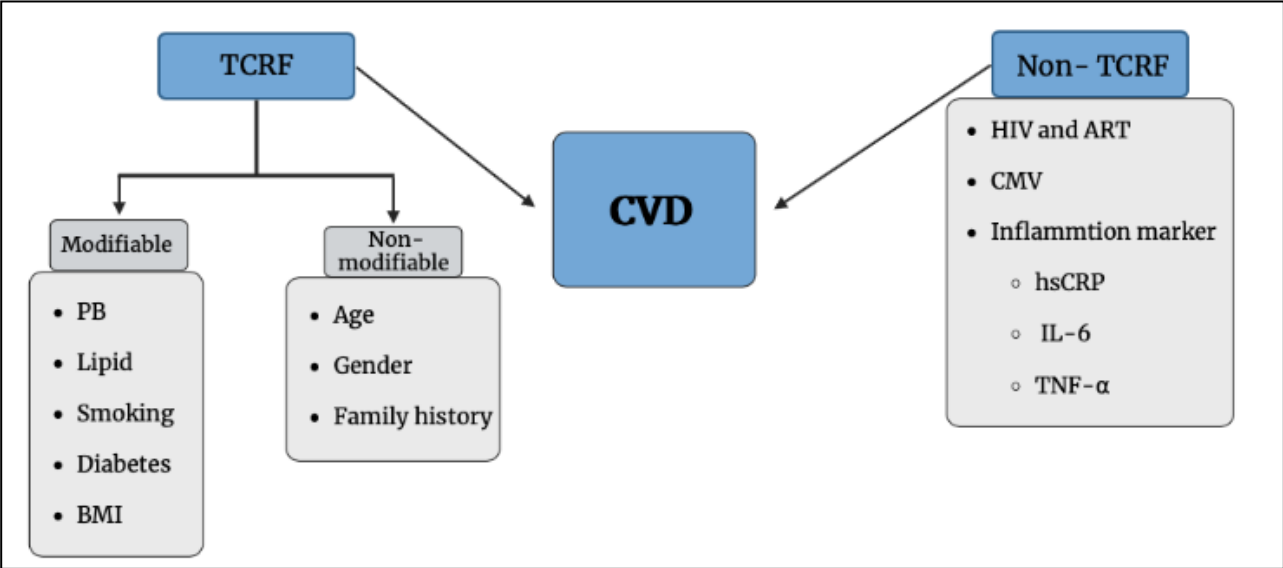 TCRF
Non- TCRF
CVD
Modifiable
• PB
• Lipid
• Smoking
• Diabetes
• BMI
Non-
modifiable
• Age
• Gender
• Family history
• HIV and ART
• CMV
• Inflammtion marker
○ hsCRP
○ IL-6
○ TNF-α